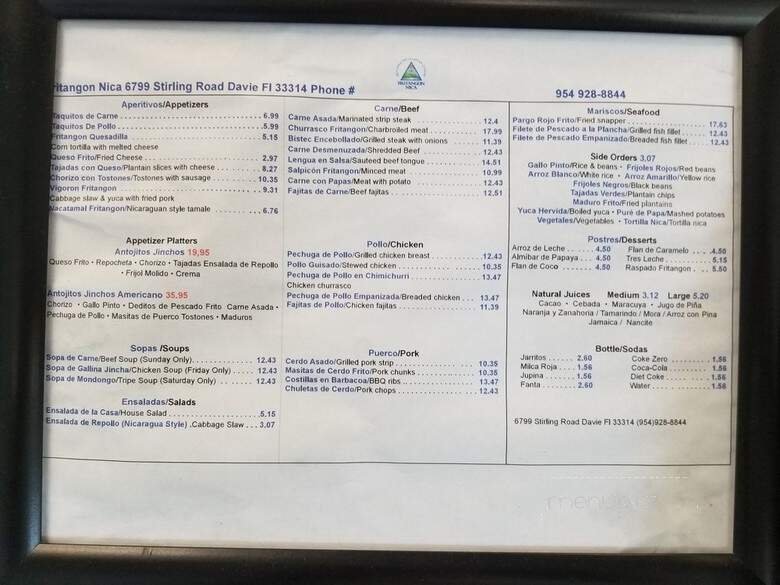 FRITANGON
NICA
ritangon Nica 6799 Stirling Road Davie Fl 33314 Phone # 954 928-8844
Aperitivos/Appetizers
Taquitos de Carne 6.99
Taquitos De Pollo 5.99
Fritangon Quesadilla 5.15
Corn tortilla with melted cheese
Queso Frito/Fried Cheese 2.97
Tajadas con Queso/Plantain slices with cheese 8.27
Chorizo con Tostones/Tostones with sausage 10.35
Vigoron Fritangon 9.31
Cabbage slaw & yuca with fried pork
Nacatamal Fritangon/Nicaraguan style tamale 6.76
Appetizer Platters
Antojitos Jinchos 19,95
Queso Frito • Repocheta • Chorizo • Tajadas Ensalada de Repollo
• Frijol Molido • Crema
Antojitos Jinchos Americano 35,95
Chorizo • Gallo Pinto • Deditos de Pescado Frito Carne Asada •
Pechuga de Pollo • Masitas de Puerco Tostones • Maduros
Sopas /Soups
Sopa de Carne/Beef Soup (Sunday Only) 12.43
Sopa de Gallina Jincha/Chicken Soup (Friday Only) 12.43
Sopa de Mondongo/Tripe Soup (Saturday Only) 12.43
Ensaladas/Salads
Ensalada de la Casa/House Salad 5.15
Ensalada de Repollo (Nicaragua Style) .Cabbage Slaw 3,07
Carne/Beef
Carne Asada/Marinated strip steak 12.4
Churrasco Fritangon/Charbroiled meat 17.99
Bistec Encebollado/Grilled steak with onions 11.39
Carne Desmenuzada/Shredded Beef 12.43
Lengua en Salsa/Sauteed beef tongue 14.51
Salpicón Fritangon/Minced meat 10.99
Carne con Papas/Meat with potato 12.43
Fajitas de Carne/Beef fajitas 12.51
Pollo/Chicken
Pechuga de Pollo/Grilled chicken breast 12.43
Pollo Guisado/Stewed chicken 10.35
Pechuga de Pollo en Chimichurri 13.47
Chicken churrasco
Pechuga de Pollo Empanizada/Breaded chicken 13.47
Fajitas de Pollo/Chicken fajitas 11.39
Puerco/Pork
Cerdo Asado/Grilled pork strip 10.35
Masitas de Cerdo Frito/Pork chunks 10.35
Costillas en Barbacoa/BBQ ribs 13.47
Chuletas de Cerdo/Pork chops 12.43
Mariscos/Seafood
Pargo Rojo Frito/Fried snapper 17.63
Filete de Pescado a la Plancha/Grilled fish fillet 12.43
Filete de Pescado Empanizado/Breaded fish fillet 12.43
Side Orders 3,07
Gallo Pinto/Rice & beans • Frijoles Rojos/Red beans
Arroz Blanco/White rice • Arroz Amarillo/Yellow rice
Frijoles Negros/Black beans
Tajadas Verdes/Plantain chips
Maduro Frito/Fried plantains
Yuca Hervida/Boiled yuca • Puré de Papa/Mashed potatoes
Vegetales/Vegetables • Tortilla Nica/Tortilla nica
Postres/Desserts
Arroz de Leche 4.50 Flan de Caramelo 4.50
Almibar de Papaya 4.50 Tres Leche 5.15
Flan de Coco 4.50 Raspado Fritangon 5.50
Natural Juices Medium 3.12 Large 5.20
Cacao • Cebada • Maracuya • Jugo de Piña
Naranja y Zanahoria / Tamarindo / Mora / Arroz con Pina
Jamaica / Nancite
Bottle/Sodas
Jarritos 2.60 Coke Zero 1.56
Milca Roja 1.56 Coca-Cola 1.56
Jupina 1.56 Diet Coke 1.56
Fanta 2.60 Water 1.56
6799 Stirling Road Davie Fl 33314 (954)928-8844